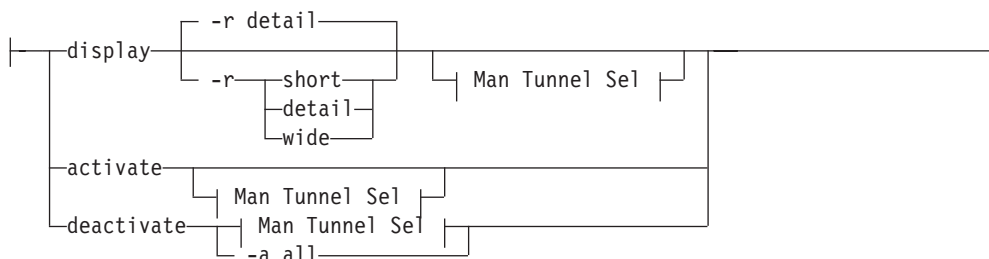 -r detail
display
-r short
Man Tunnel Sel
detail
wide
activate
Man Tunnel Sel
deactivate Man Tunnel Sel
-a all